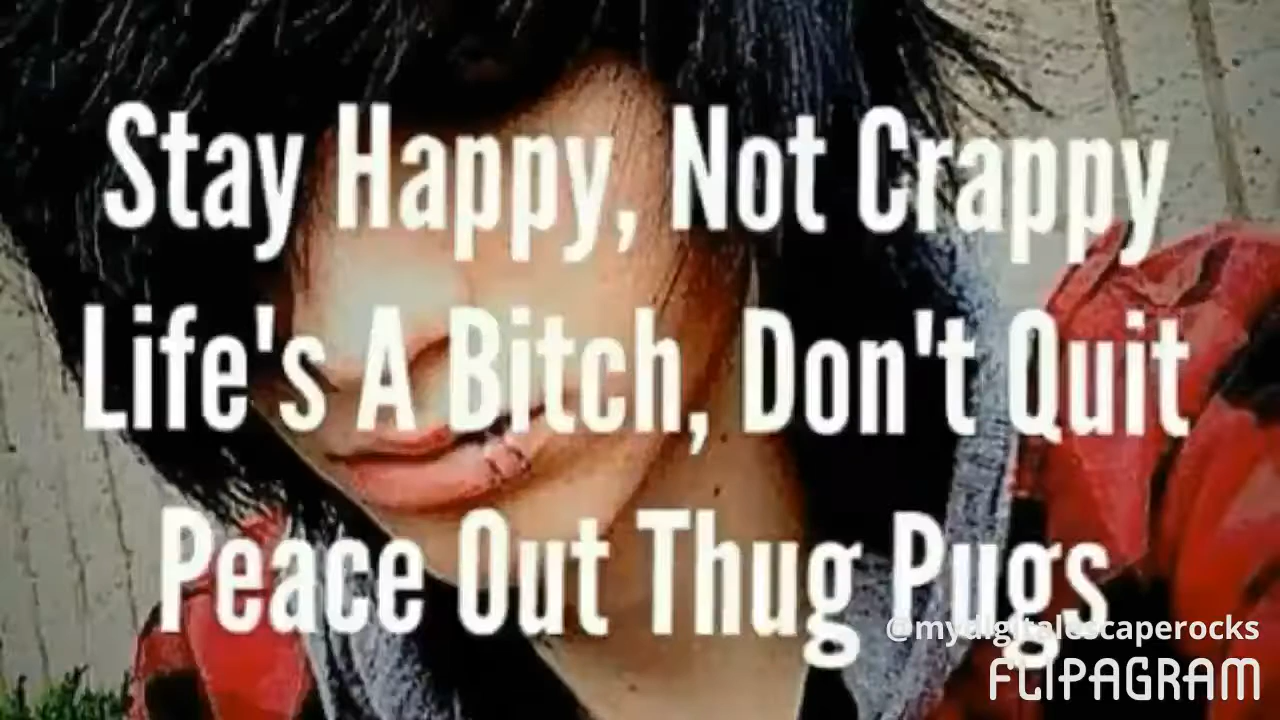 Stay Happy, Not Crappy
Life's A Bitch, Don't Quit
Peace Out Thug Pugs
@mydigitalescaperocks
FLIPAGRAM